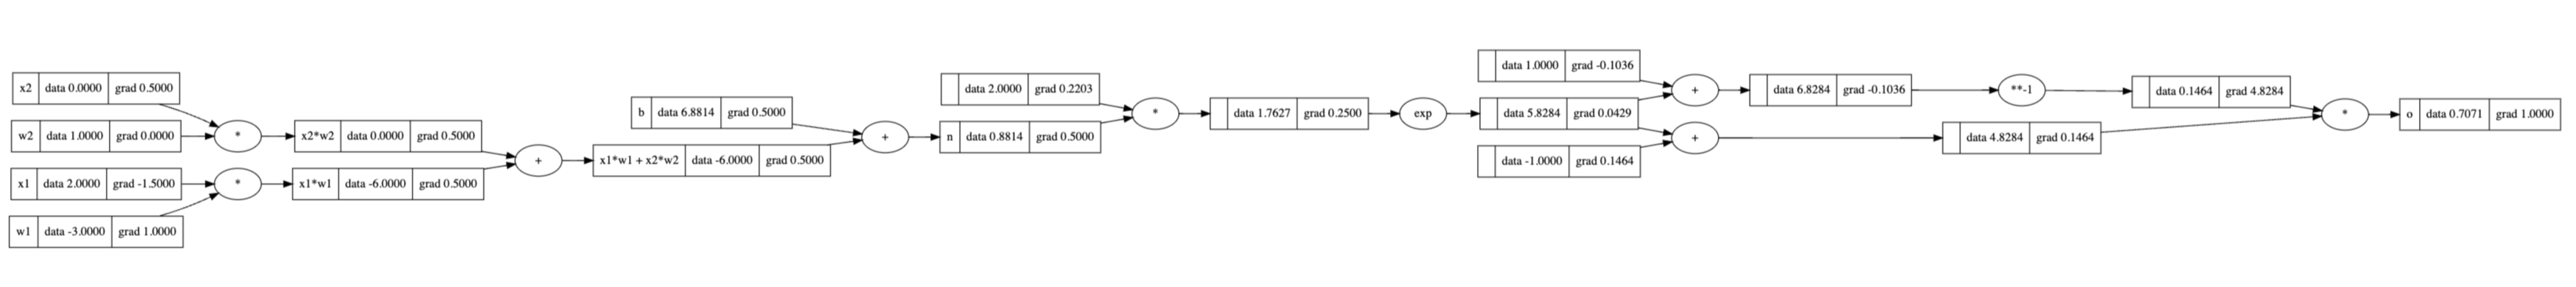 x2 data 0.0000 grad 0.5000
w2 data 1.0000 grad 0.0000
x1 data 2.0000 grad -1.5000
w1 data -3.0000 grad 1.0000
*
*
x2*w2 data 0.0000 grad 0.5000
x1*w1 data -6.0000 grad 0.5000
+
b data 6.8814 grad 0.5000
x1*w1 + x2*w2 data -6.0000 grad 0.5000
+
data 2.0000 grad 0.2203
n data 0.8814 grad 0.5000
*
data 1.7627 grad 0.2500
exp
data 1.0000 grad -0.1036
data 5.8284 grad 0.0429
data -1.0000 grad 0.1464
+
+
data 6.8284 grad -0.1036
**-1
data 4.8284 grad 0.1464
data 0.1464 grad 4.8284
*
o data 0.7071 grad 1.0000